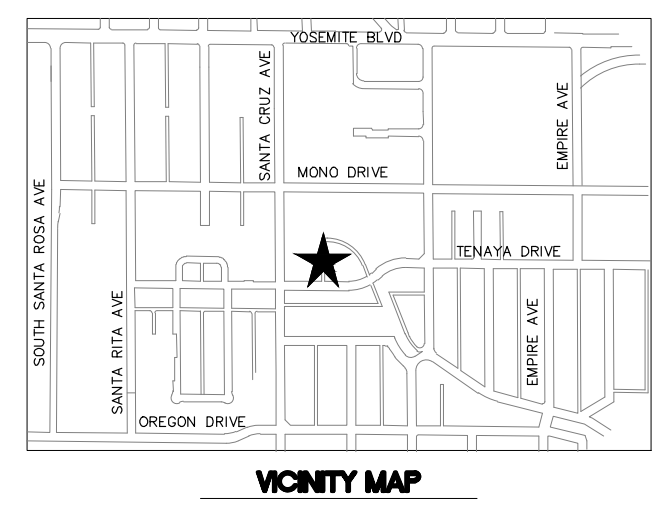 YOSEMITE BLVD
SANTA CRUZ AVE
EMPIRE AVE
MONO DRIVE
SOUTH SANTA ROSA AVE
TENAYA DRIVE
SANTA RITA AVE
EMPIRE AVE
OREGON DRIVE
VICINITY MAP